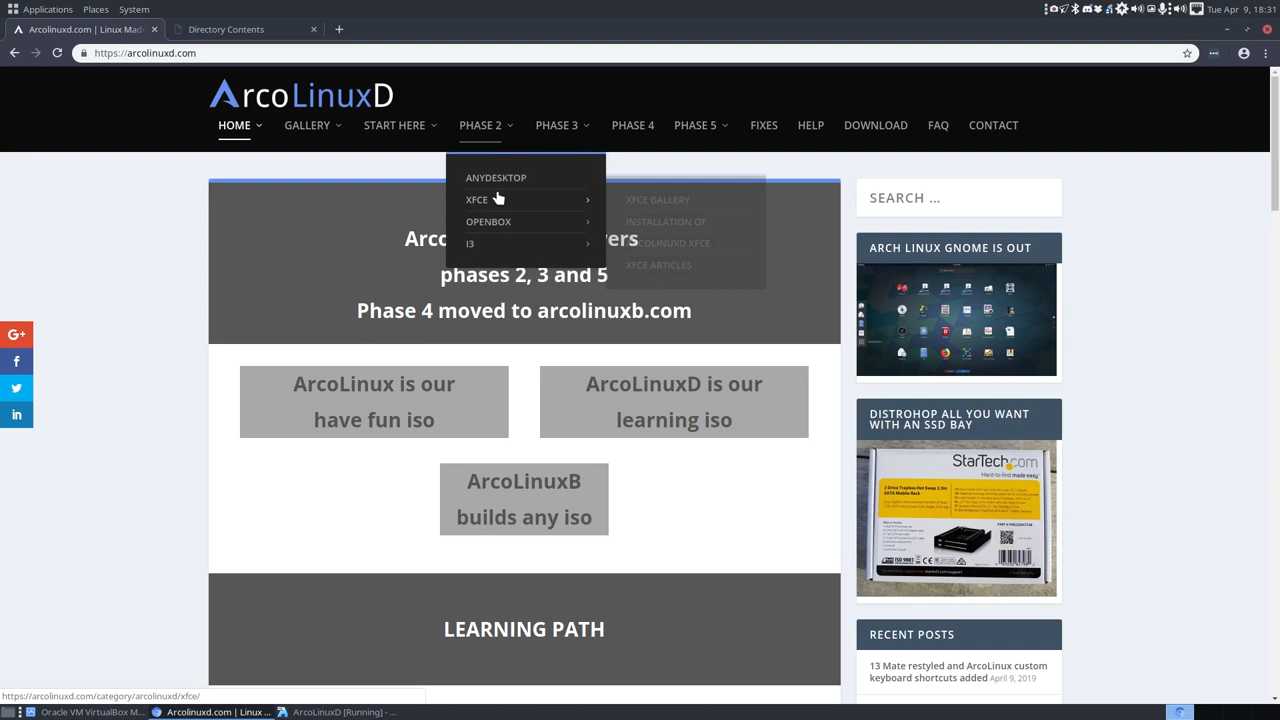 Applications Places System
Tue Apr 9, 18:31
Arcolinuxd.com | Linux Mad
Directory Contents
https://arcolinuxd.com
ArcoLinuxD
HOME GALLERY START HERE PHASE 2 PHASE 3 PHASE 4 PHASE 5 FIXES HELP DOWNLOAD FAQ CONTACT
ANYDESKTOP
XFCE
OPENBOX
I3
XFCE GALLERY
INSTALLATION OF
XFCE
XFCE ARTICLES
phases 2, 3 and 5
Phase 4 moved to arcolinuxb.com
ArcoLinux is our
have fun iso
ArcoLinuxD is our
learning iso
ArcoLinuxB
builds any iso
LEARNING PATH
SEARCH …
ARCH LINUX GNOME IS OUT
DISTROHOP ALL YOU WANT
WITH AN SSD BAY
StarTech.com
Hard-to-find made easy
RECENT POSTS
13 Mate restyled and ArcoLinux custom
keyboard shortcuts added April 9, 2019
https://arcolinuxd.com/category/arcolinuxd/xfce/
Oracle VM VirtualBox M...
Arcolinuxd.com | Linux ...
ArcoLinuxD [Running] - ...